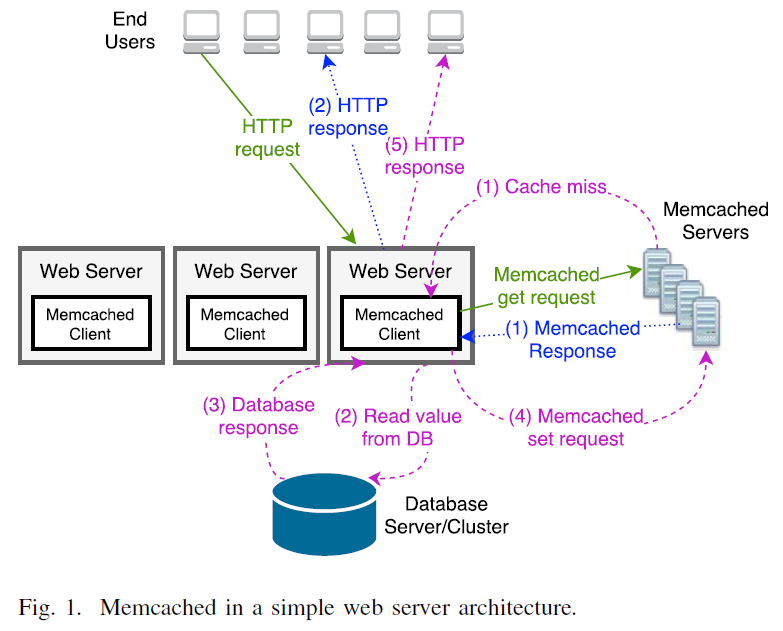 End
Users
HTTP
request
(2) HTTP
response
(5) HTTP
response
(1) Cache miss
Memcached
Servers
Web Server
Memcached
Client
Web Server
Memcached
Client
Web Server
Memcached
Client
Memcached
get request
(1) Memcached
Response
(3) Database
response
(2) Read value
from DB
(4) Memcached
set request
Database
Server/Cluster
Fig. 1. Memcached in a simple web server architecture.